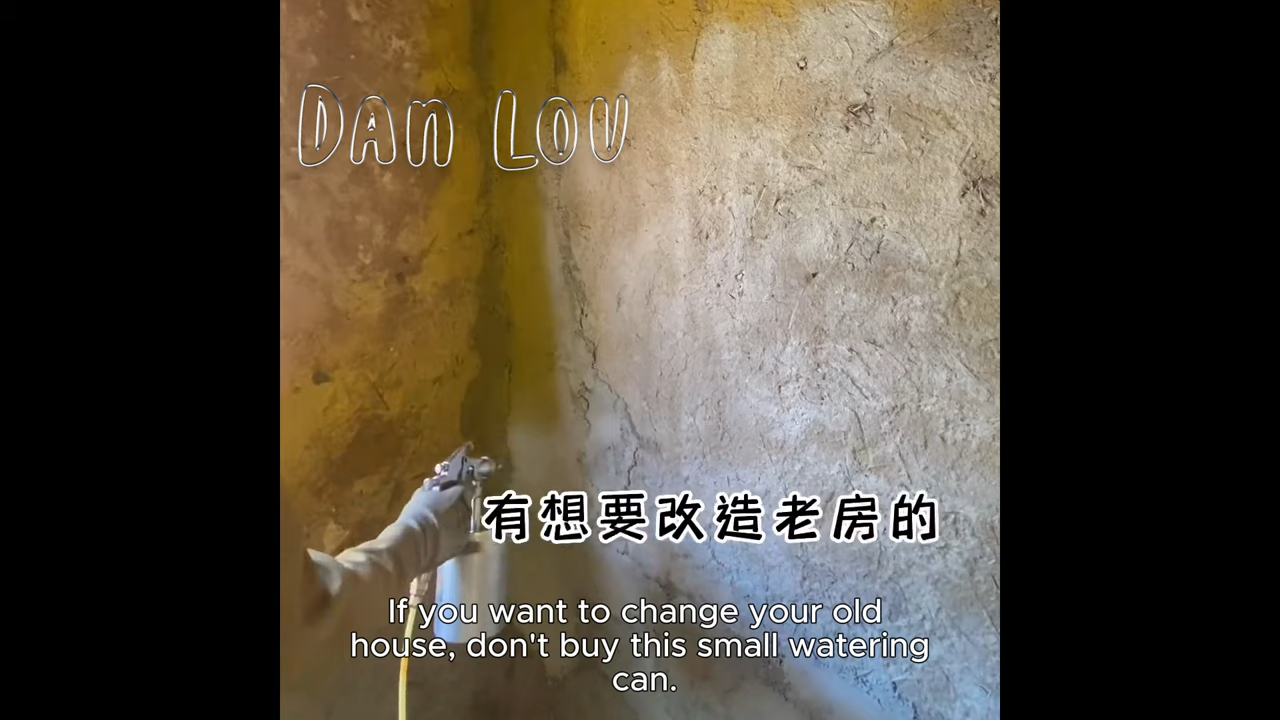 Dan Lou
有想要改造老房的
If you want to change your old
house, don't buy this small watering
can.